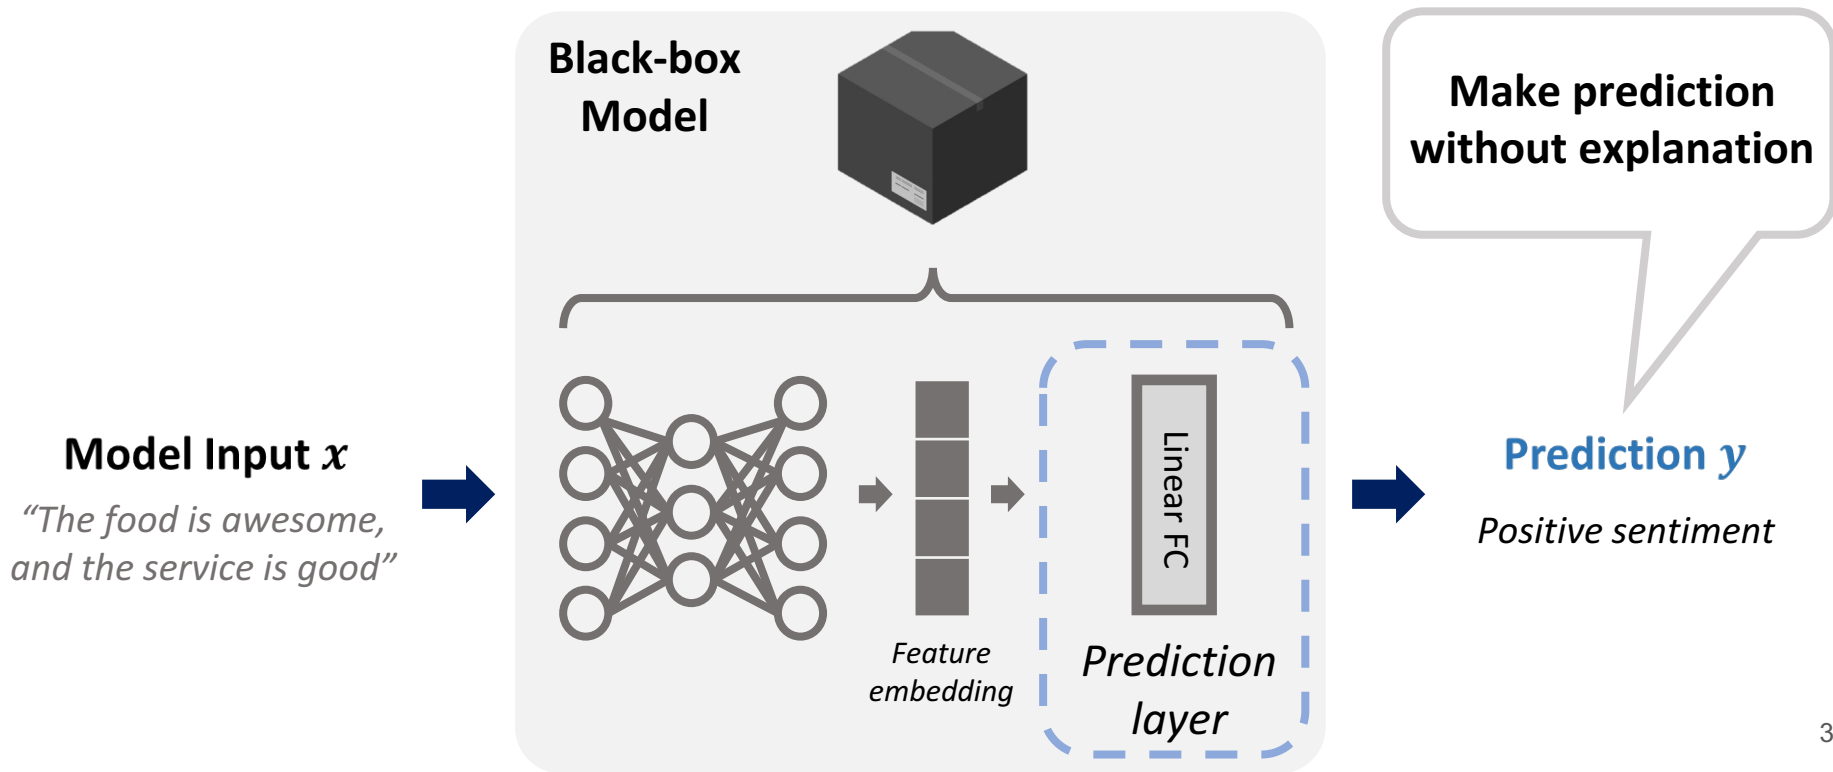 Black-box
Model
Make prediction
without explanation
Model Input x
“The food is awesome,
and the service is good”
Feature
embedding
Linear FC
Prediction
layer
Prediction y
Positive sentiment
3